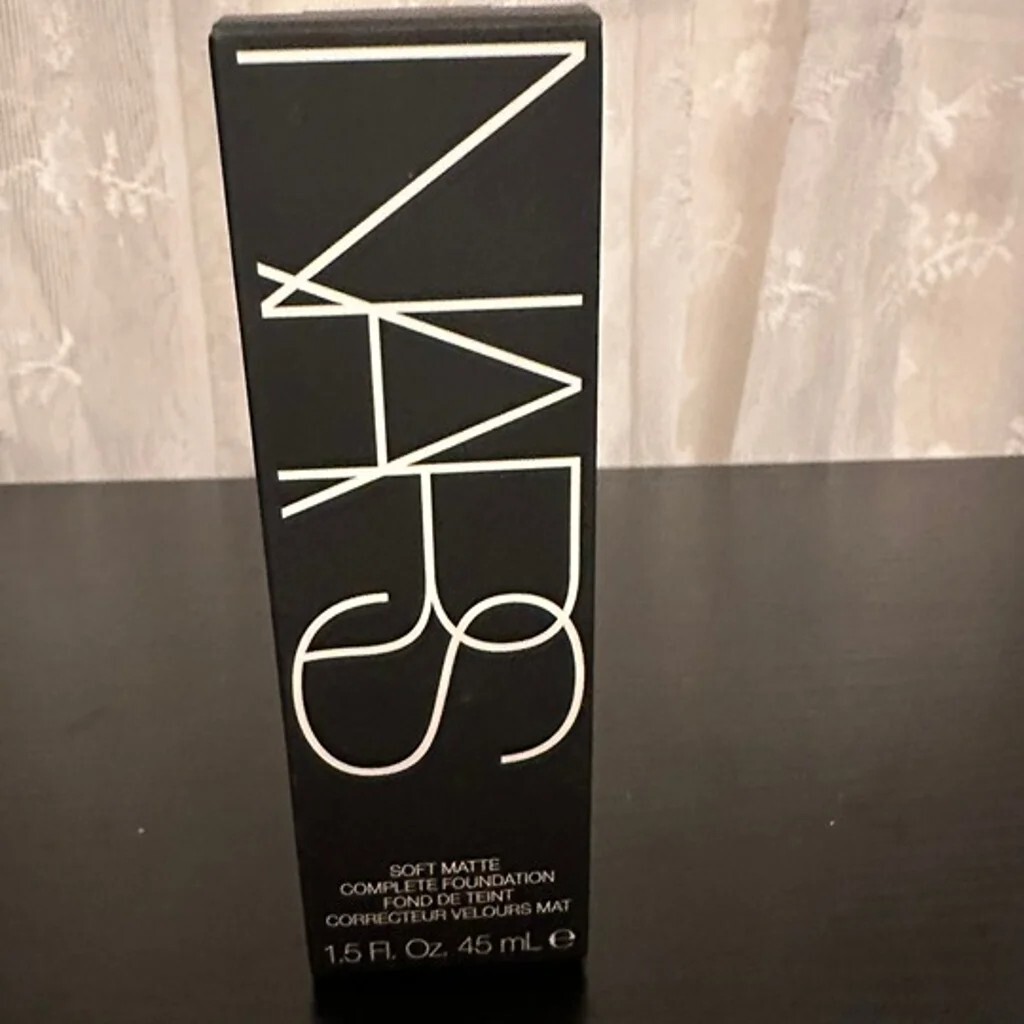 NARS
SOFT MATTE
COMPLETE FOUNDATION
FOND DE TEINT
CORRECTEUR VELOURS MAT
1.5 Fl. Oz. 45 mL ℮